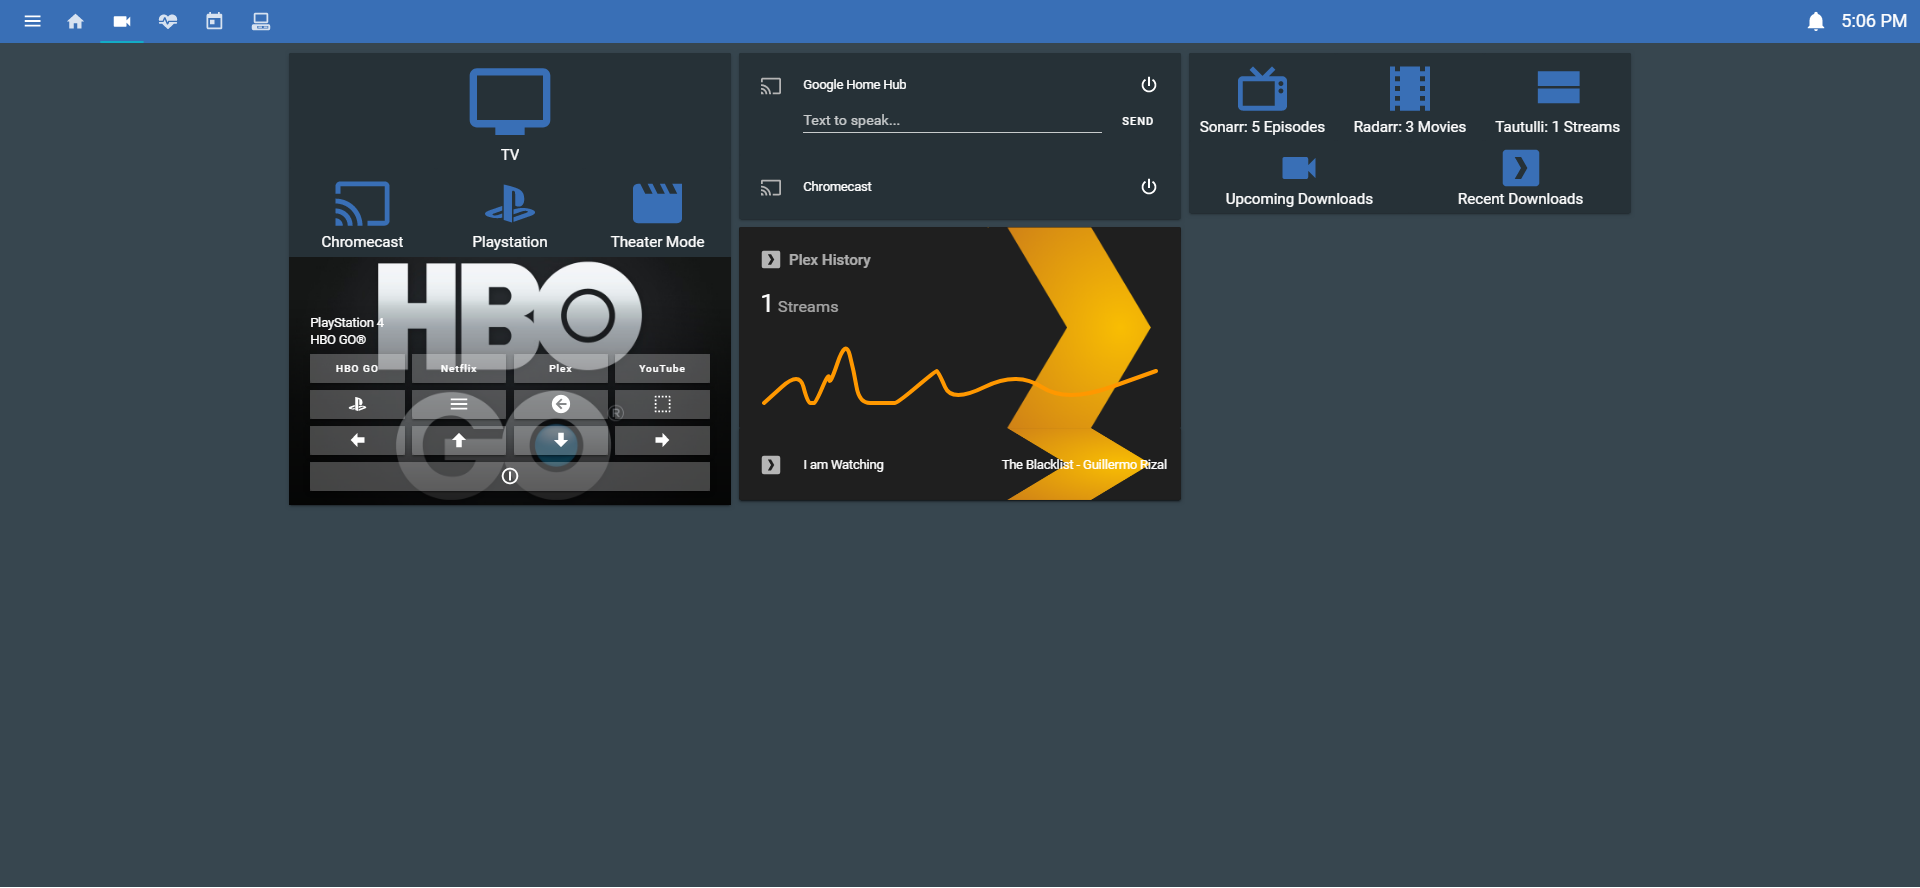 5:06 PM
TV
Chromecast
Playstation
Theater Mode
HBO
GO
®
PlayStation 4
HBO GO®
HBO GO
Netflix
Plex
YouTube
Google Home Hub
Text to speak...
SEND
Chromecast
Plex History
1 Streams
I am Watching
The Blacklist - Guillermo Rizal
Sonarr: 5 Episodes
Radarr: 3 Movies
Tautulli: 1 Streams
Upcoming Downloads
Recent Downloads